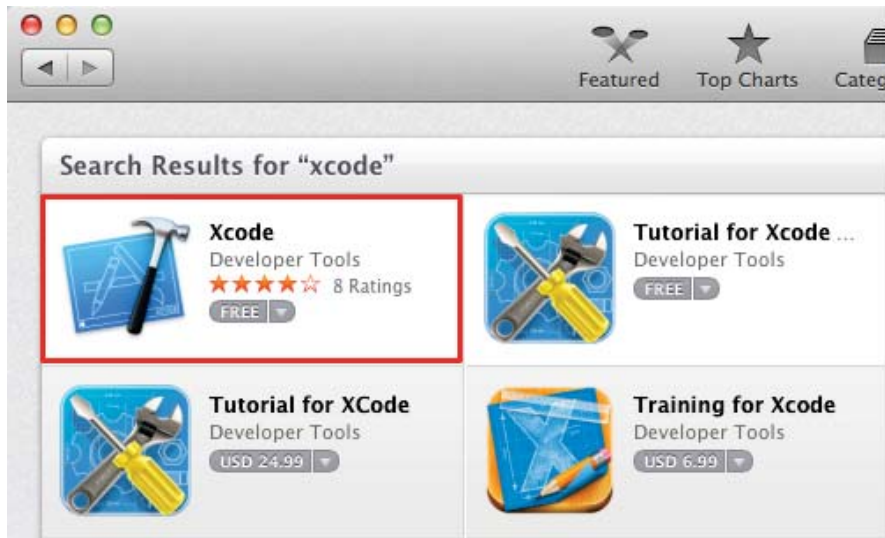 Featured
Top Charts
Categ
Search Results for “xcode”
Xcode
Developer Tools
8 Ratings
FREE
Tutorial for Xcode ...
Developer Tools
FREE
Tutorial for XCode
Developer Tools
USD 24.99
Training for Xcode
Developer Tools
USD 6.99